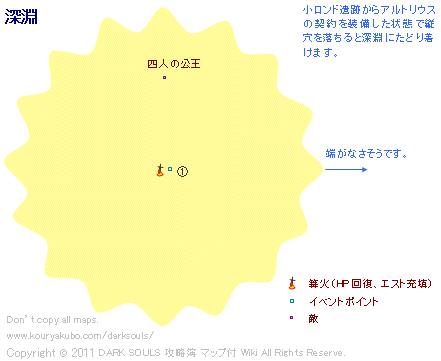 深淵
小ロンド遺跡からアルトリウス
の契約を装備した状態で縦
穴を落ちると深淵にたどり着
けます。
四人の公王
端がなさそうです。
①
篝火(HP回復、エスト充填)
イベントポイント
敵
Don't copy all maps.
www.kouryakubo.com/darksouls/
Copyright © 2011 DARK SOULS 攻略簿 マップ付 Wiki All Rights Reserve.